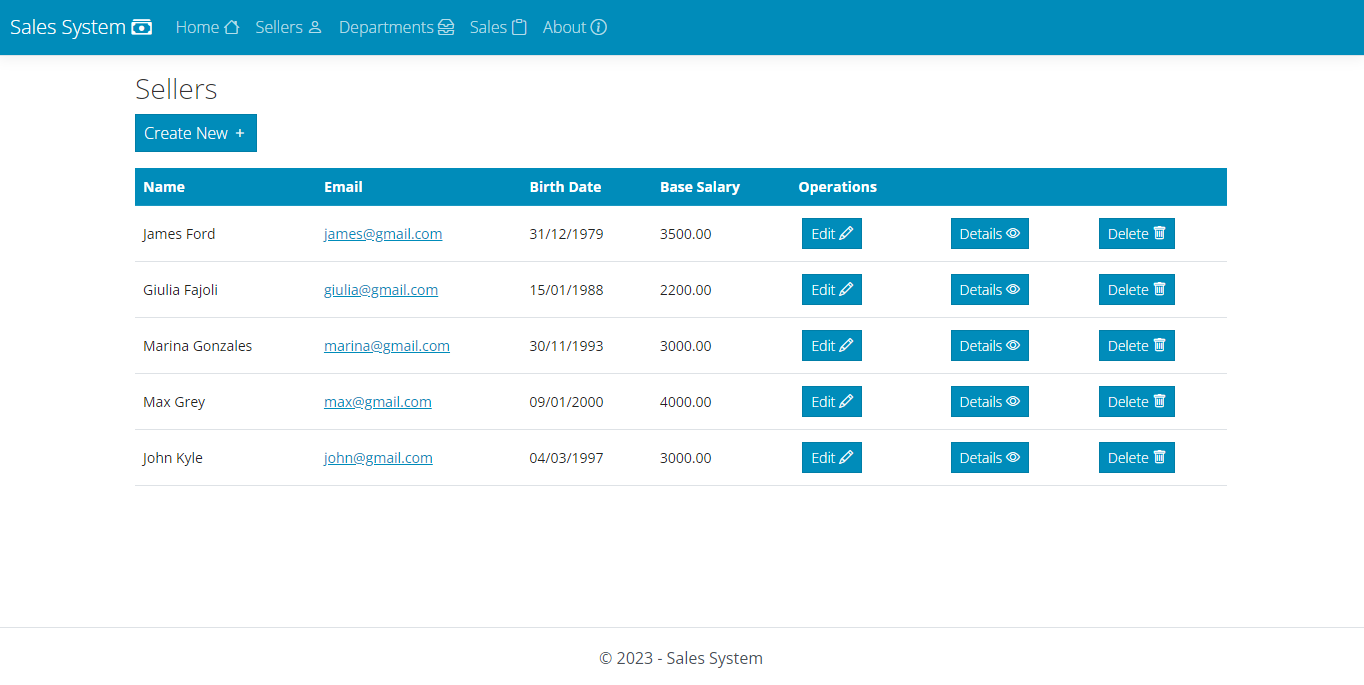 Sales System Home Sellers Departments Sales About
Sellers
Create New +
Name Email Birth Date Base Salary Operations
James Ford james@gmail.com 31/12/1979 3500.00 Edit Details Delete
Giulia Fajoli giulia@gmail.com 15/01/1988 2200.00 Edit Details Delete
Marina Gonzales marina@gmail.com 30/11/1993 3000.00 Edit Details Delete
Max Grey max@gmail.com 09/01/2000 4000.00 Edit Details Delete
John Kyle john@gmail.com 04/03/1997 3000.00 Edit Details Delete
© 2023 - Sales System